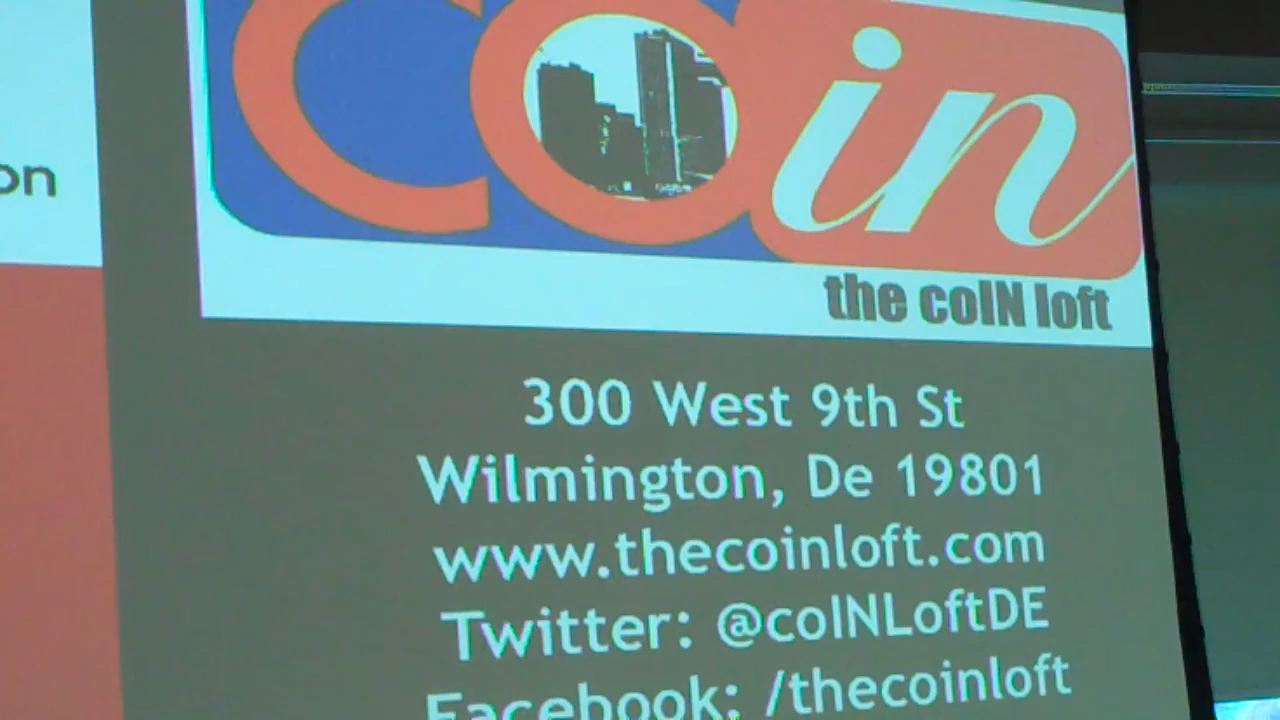 COin
on
the coIN loft
300 West 9th St
Wilmington, De 19801
www.thecoinloft.com
Twitter: @coINLoftDE
Facebook: /thecoinloft